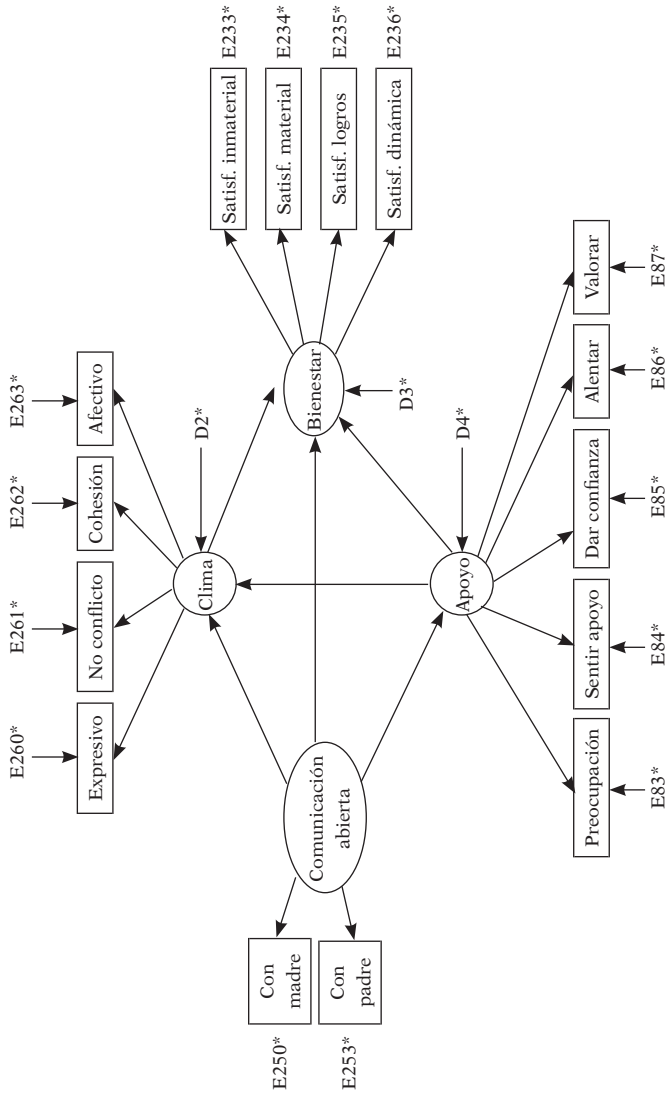 E260*
E261*
E262*
E263*
Expresivo
No conflicto
Cohesión
Afectivo
Clima
D2*
E250*
Con
madre
E253*
Con
padre
Comunicación
abierta
Bienestar
D3*
Satisf. inmaterial
E233*
Satisf. material
E234*
Satisf. logros
E235*
Satisf. dinámica
E236*
Apoyo
D4*
Preocupación
Sentir apoyo
Dar confianza
Alentar
Valorar
E83*
E84*
E85*
E86*
E87*